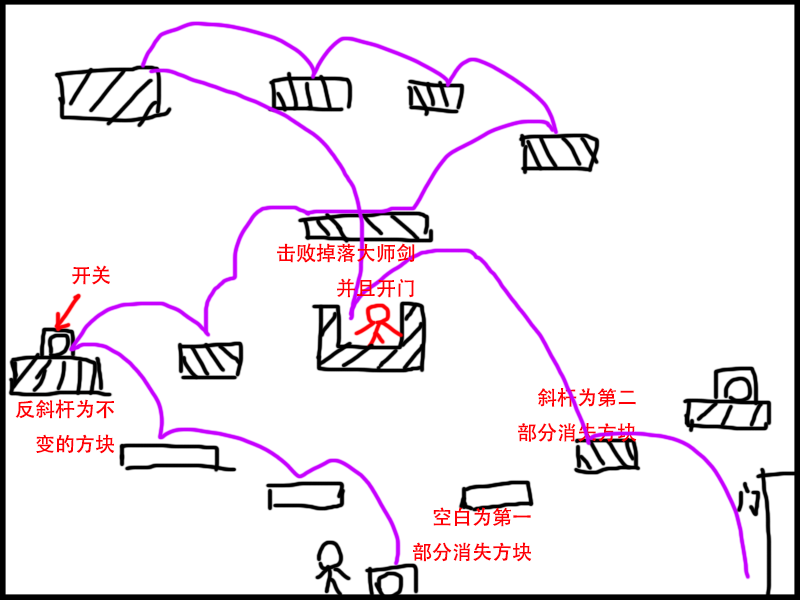 击败掉落大师剑
并且开门
开关
反斜杆为不
变的方块
斜杆为第二
部分消失方块
门
空白为第一
部分消失方块